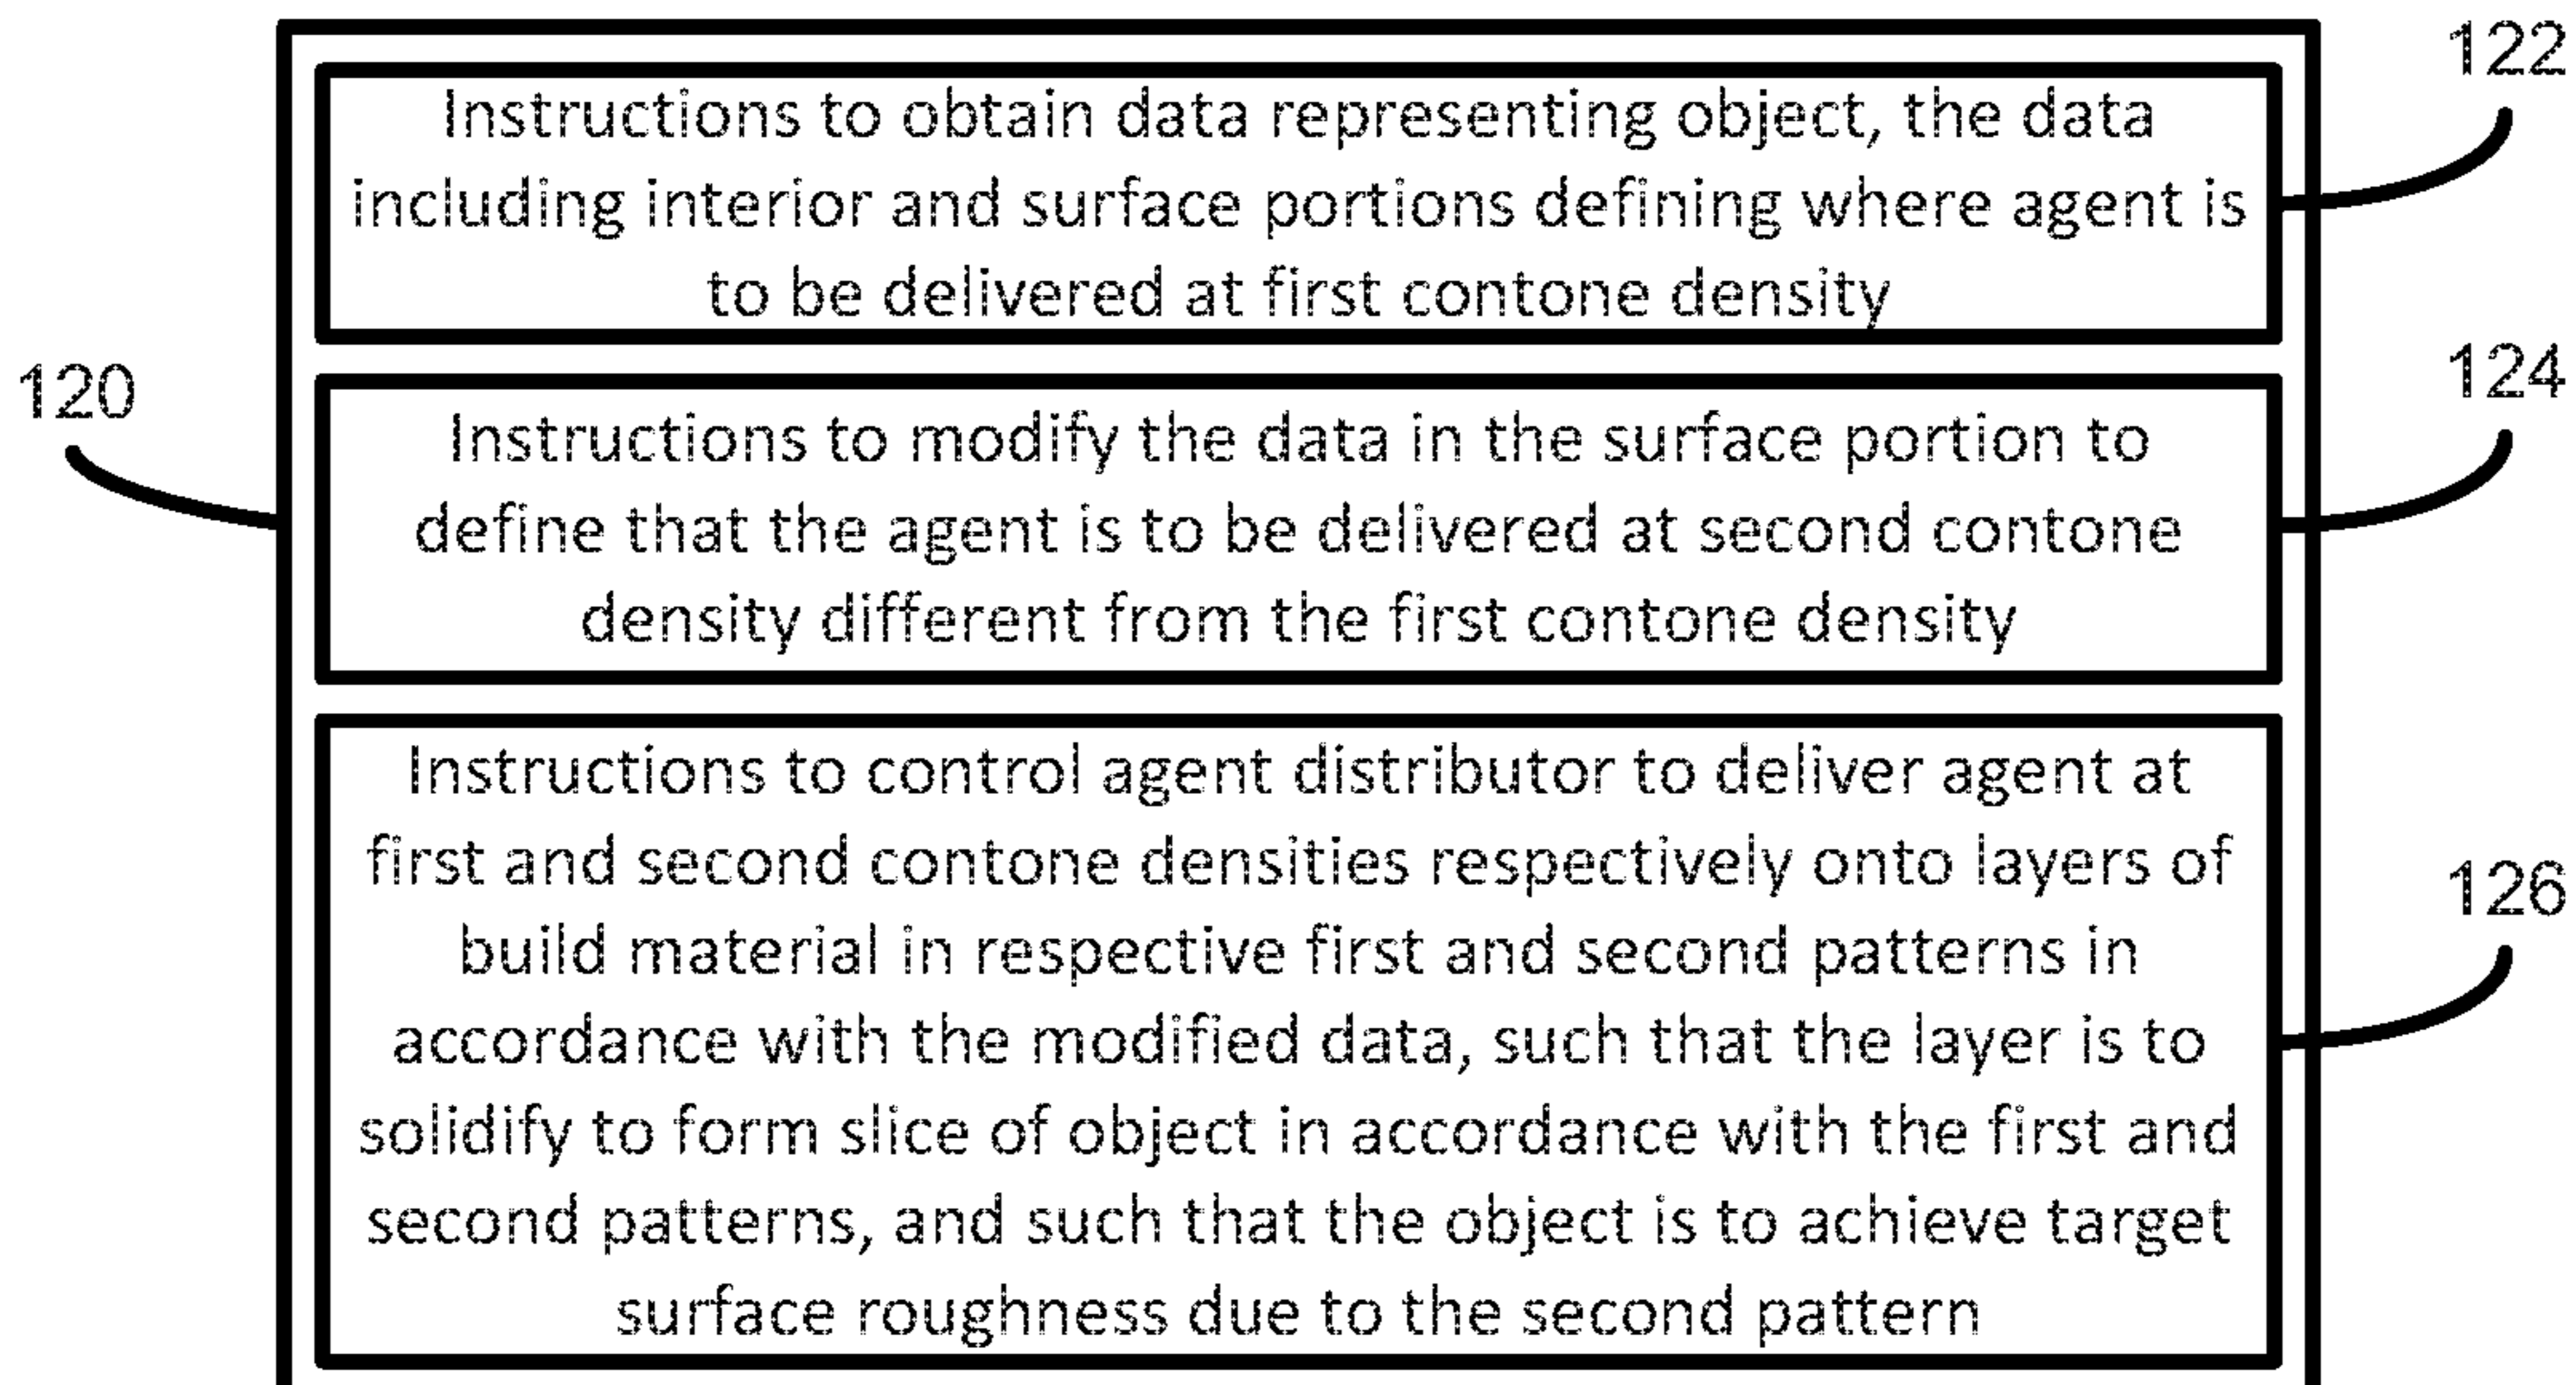 122
Instructions to obtain data representing object, the data
including interior and surface portions defining where agent is
to be delivered at first contone density
120
124
Instructions to modify the data in the surface portion to
define that the agent is to be delivered at second contone
density different from the first contone density
Instructions to control agent distributor to deliver agent at
first and second contone densities respectively onto layers of
126
build material in respective first and second patterns in
accordance with the modified data, such that the layer is to
solidify to form slice of object in accordance with the first and
second patterns, and such that the object is to achieve target
surface roughness due to the second pattern